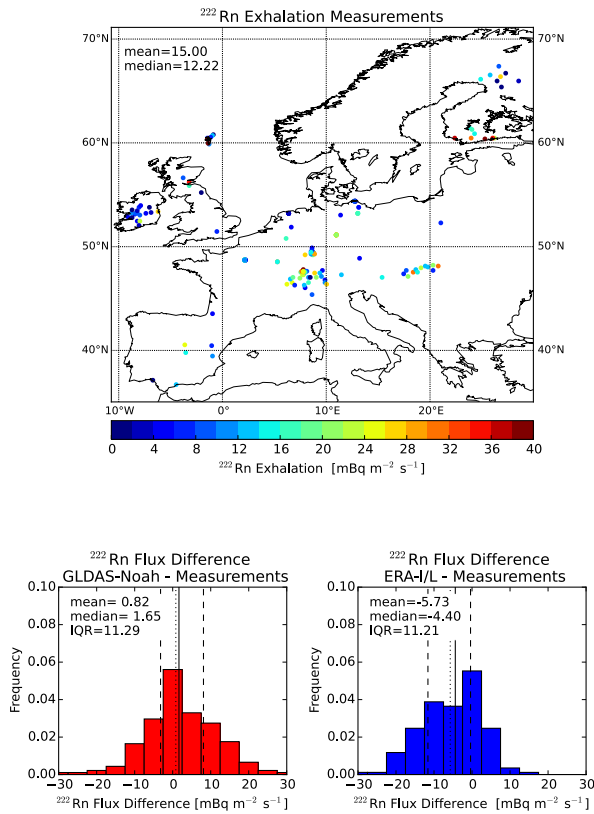 ²²²Rn Exhalation Measurements
mean=15.00
median=12.22
70°N
70°N
60°N
60°N
50°N
50°N
40°N
40°N
10°W
0°
10°E
20°E
0 4 8 12 16 20 24 28 32 36 40
²²²Rn Exhalation [mBq m⁻² s⁻¹]
²²²Rn Flux Difference
GLDAS-Noah - Measurements
mean= 0.82
median= 1.65
IQR=11.29
Frequency
0.10
0.08
0.06
0.04
0.02
0.00
−30 −20 −10 0 10 20 30
²²²Rn Flux Difference [mBq m⁻² s⁻¹]
²²²Rn Flux Difference
ERA-I/L - Measurements
mean=-5.73
median=-4.40
IQR=11.21
Frequency
0.10
0.08
0.06
0.04
0.02
0.00
−30 −20 −10 0 10 20 30
²²²Rn Flux Difference [mBq m⁻² s⁻¹]